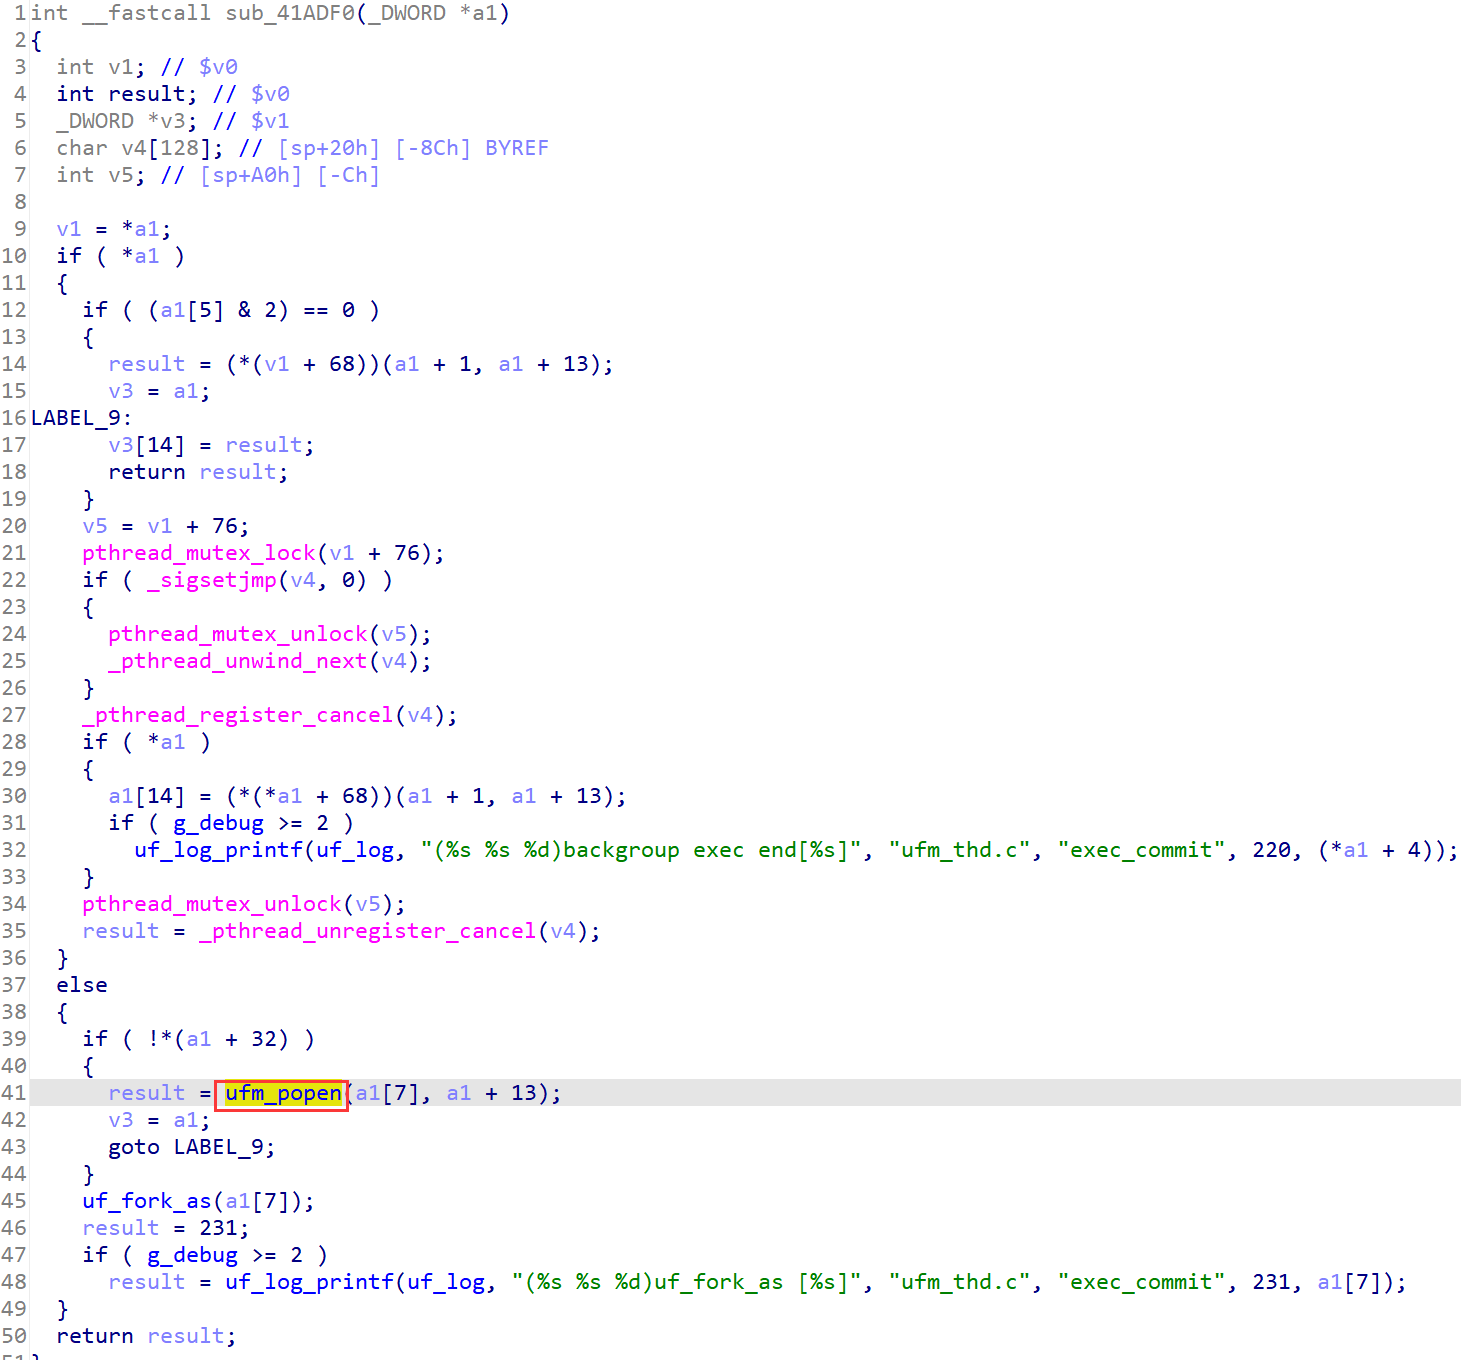 1 int __fastcall sub_41ADF0(_DWORD *a1)
2 {
3   int v1; // $v0
4   int result; // $v0
5   _DWORD *v3; // $v1
6   char v4[128]; // [sp+20h] [-8Ch] BYREF
7   int v5; // [sp+A0h] [-Ch]
8
9   v1 = *a1;
10   if ( *a1 )
11   {
12     if ( (a1[5] & 2) == 0 )
13     {
14       result = (*(v1 + 68))(a1 + 1, a1 + 13);
15       v3 = a1;
16 LABEL_9:
17       v3[14] = result;
18       return result;
19     }
20     v5 = v1 + 76;
21     pthread_mutex_lock(v1 + 76);
22     if ( _sigsetjmp(v4, 0) )
23     {
24       pthread_mutex_unlock(v5);
25       _pthread_unwind_next(v4);
26     }
27     _pthread_register_cancel(v4);
28     if ( *a1 )
29     {
30       a1[14] = (*(*a1 + 68))(a1 + 1, a1 + 13);
31       if ( g_debug >= 2 )
32         uf_log_printf(uf_log, "(%s %s %d)backgroup exec end[%s]", "ufm_thd.c", "exec_commit", 220, (*a1 + 4));
33     }
34     pthread_mutex_unlock(v5);
35     result = _pthread_unregister_cancel(v4);
36   }
37   else
38   {
39     if ( !*(a1 + 32) )
40     {
41       result = ufm_popen(a1[7], a1 + 13);
42       v3 = a1;
43       goto LABEL_9;
44     }
45     uf_fork_as(a1[7]);
46     result = 231;
47     if ( g_debug >= 2 )
48       result = uf_log_printf(uf_log, "(%s %s %d)uf_fork_as [%s]", "ufm_thd.c", "exec_commit", 231, a1[7]);
49   }
50   return result;